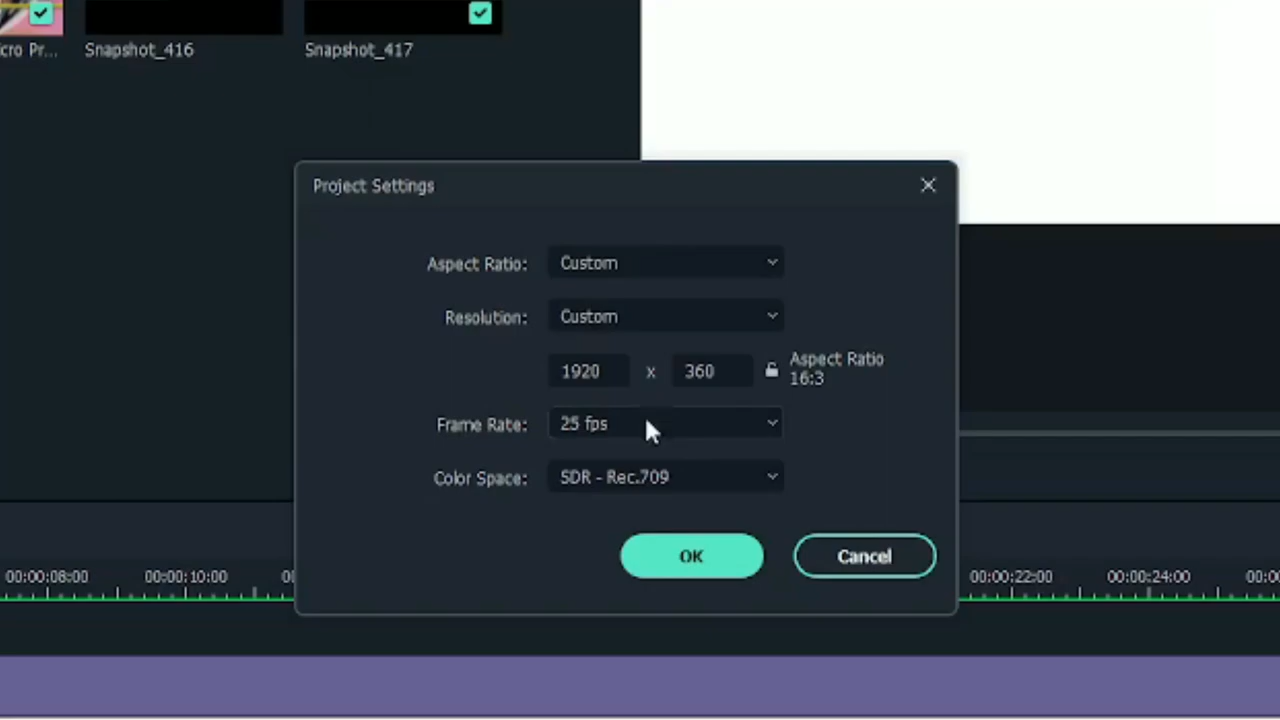 cro Pr...
Snapshot_416
Snapshot_417
Project Settings
Aspect Ratio:
Custom
Resolution:
Custom
1920 x 360
Aspect Ratio
16:3
Frame Rate:
25 fps
Color Space:
SDR - Rec.709
OK
Cancel
00:00:08:00 00:00:10:00 00:00:22:00 00:00:24:00